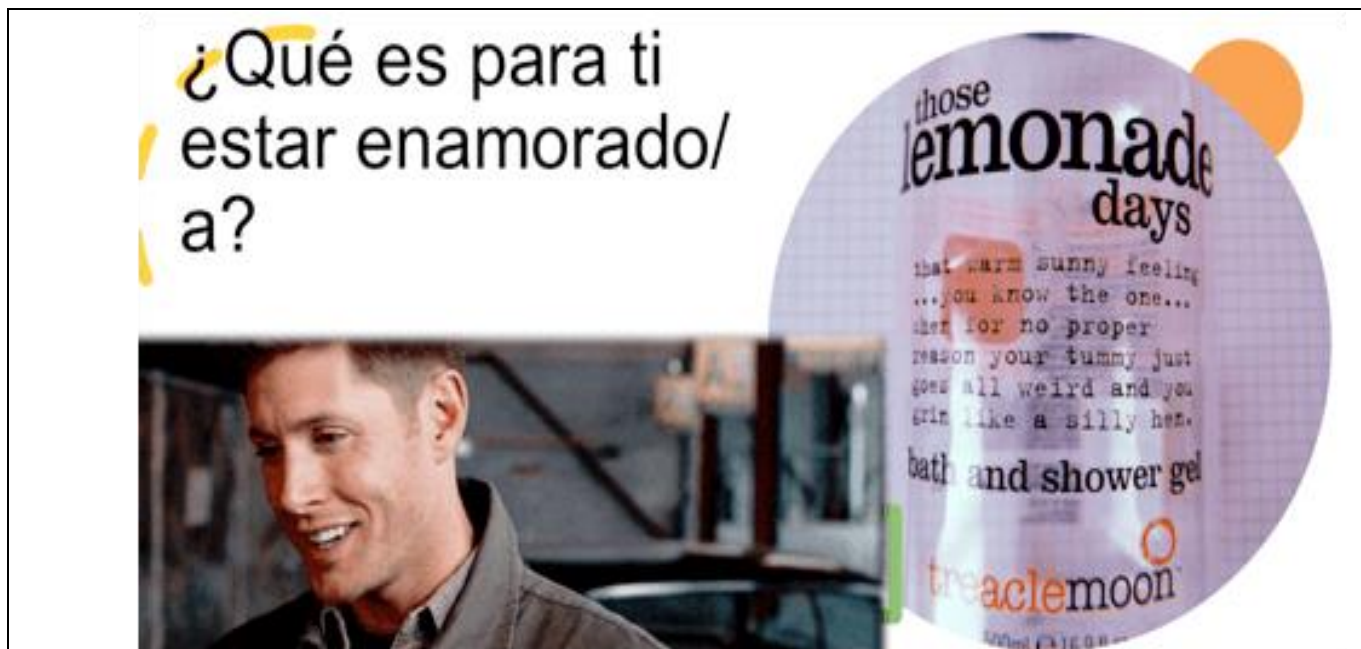 ¿Qué es para ti
estar enamorado/
a?
those
lemonade
days
that warm sunny feeling
...you know the one...
when for no proper
reason your tummy just
goes all weird and you
grin like a silly hen.
bath and shower gel
treaclemoon™
500ml